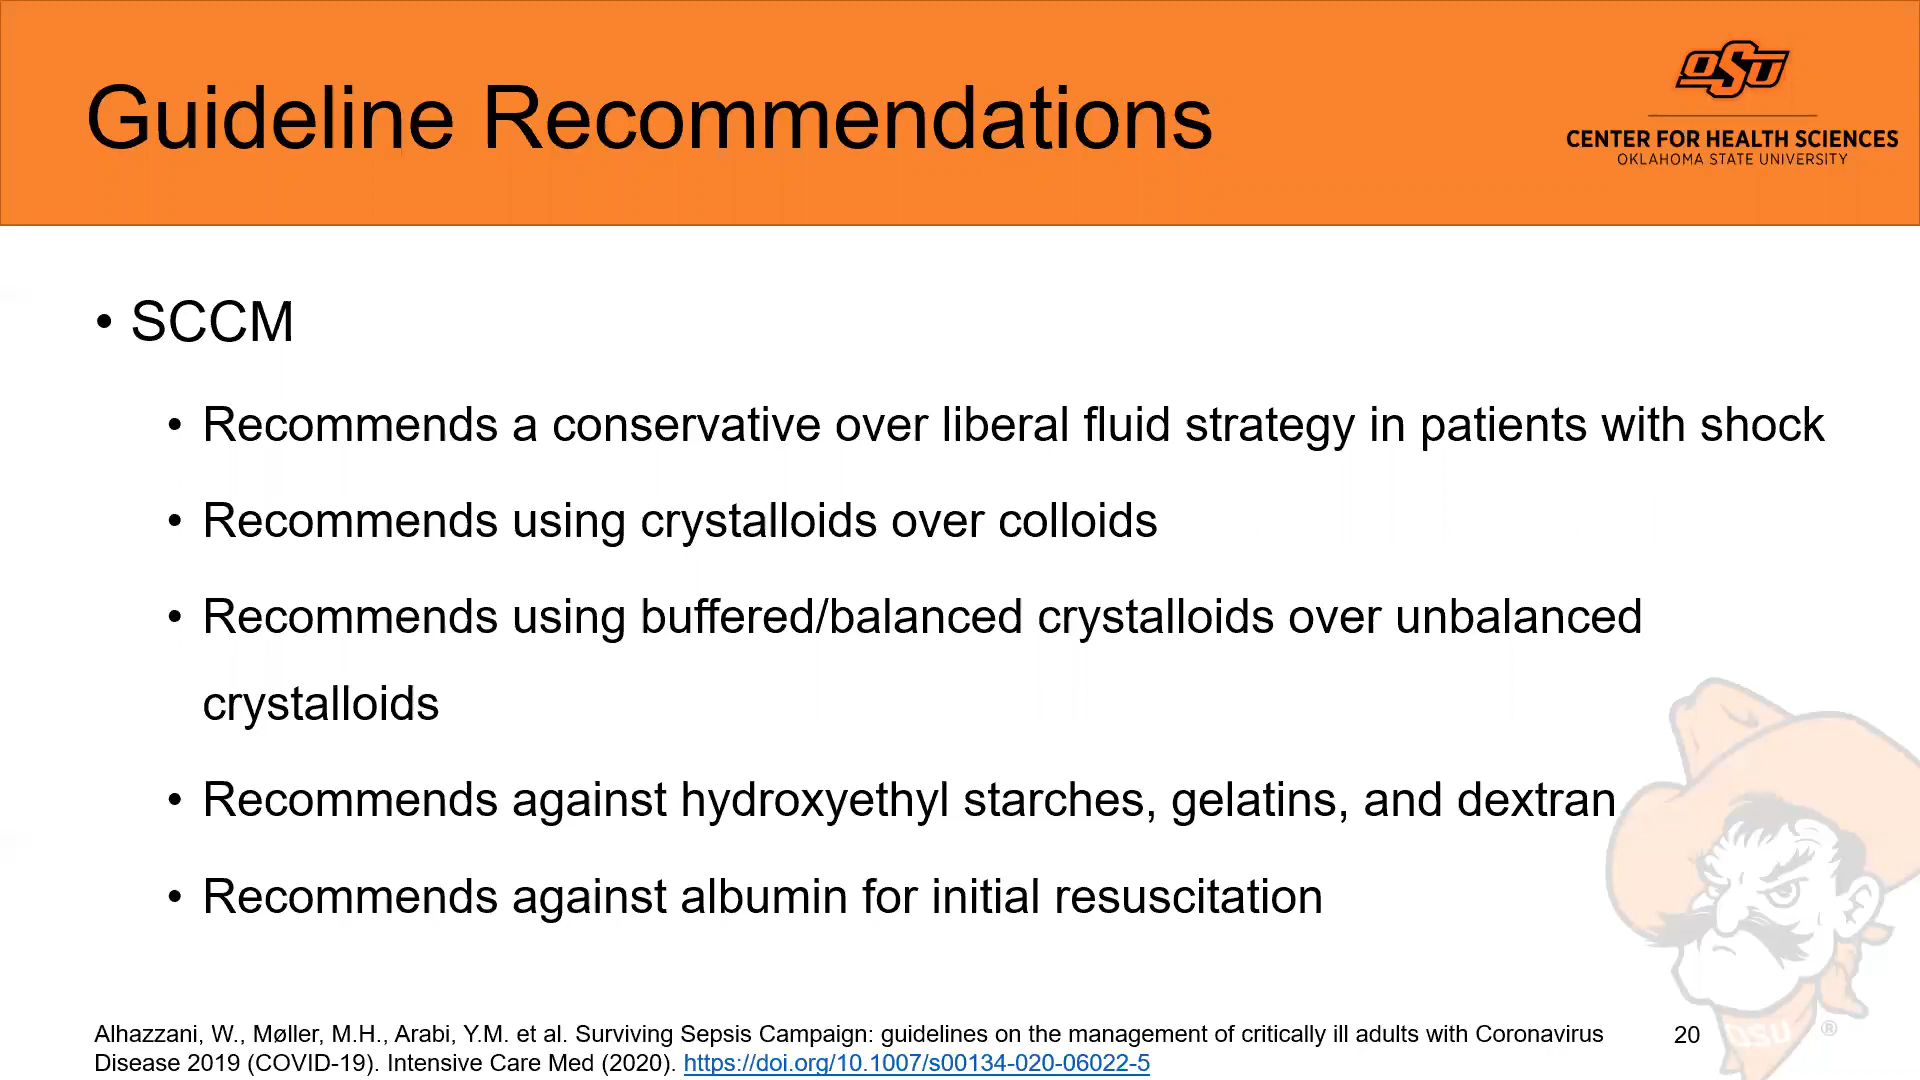 Guideline Recommendations
OSU
CENTER FOR HEALTH SCIENCES
OKLAHOMA STATE UNIVERSITY
• SCCM
• Recommends a conservative over liberal fluid strategy in patients with shock
• Recommends using crystalloids over colloids
• Recommends using buffered/balanced crystalloids over unbalanced
crystalloids
• Recommends against hydroxyethyl starches, gelatins, and dextran
• Recommends against albumin for initial resuscitation
Alhazzani, W., Møller, M.H., Arabi, Y.M. et al. Surviving Sepsis Campaign: guidelines on the management of critically ill adults with Coronavirus
Disease 2019 (COVID-19). Intensive Care Med (2020). https://doi.org/10.1007/s00134-020-06022-5
20
OSU ®